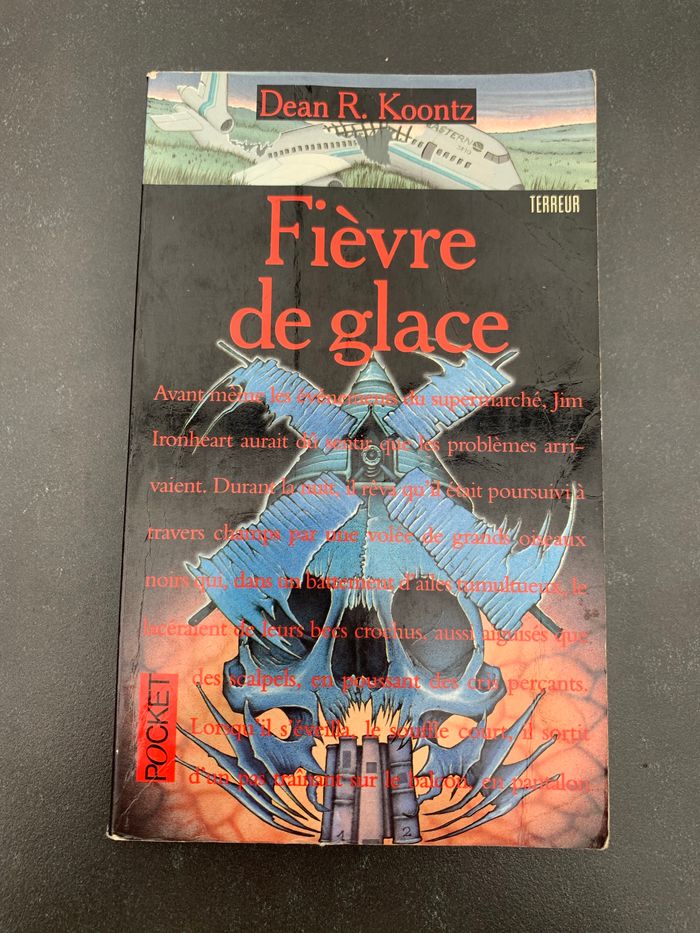 Dean R. Koontz
EASTERN
TERREUR
Fièvre
de glace
Avant même les événements du supermarché, Jim
Ironheart aurait dû sentir que les problèmes arri-
vaient. Durant la nuit, il rêva qu'il était poursuivi à
travers champs par une volée de grands oiseaux
noirs qui, dans un battement d'ailes tumultueux, le
lacéraient de leurs becs crochus, aussi aiguisés que
des scalpels, en poussant des cris perçants.
Lorsqu'il s'éveilla, le souffle court, il sortit
d'un pas traînant sur le balcon, en pantalon
POCKET
1 2